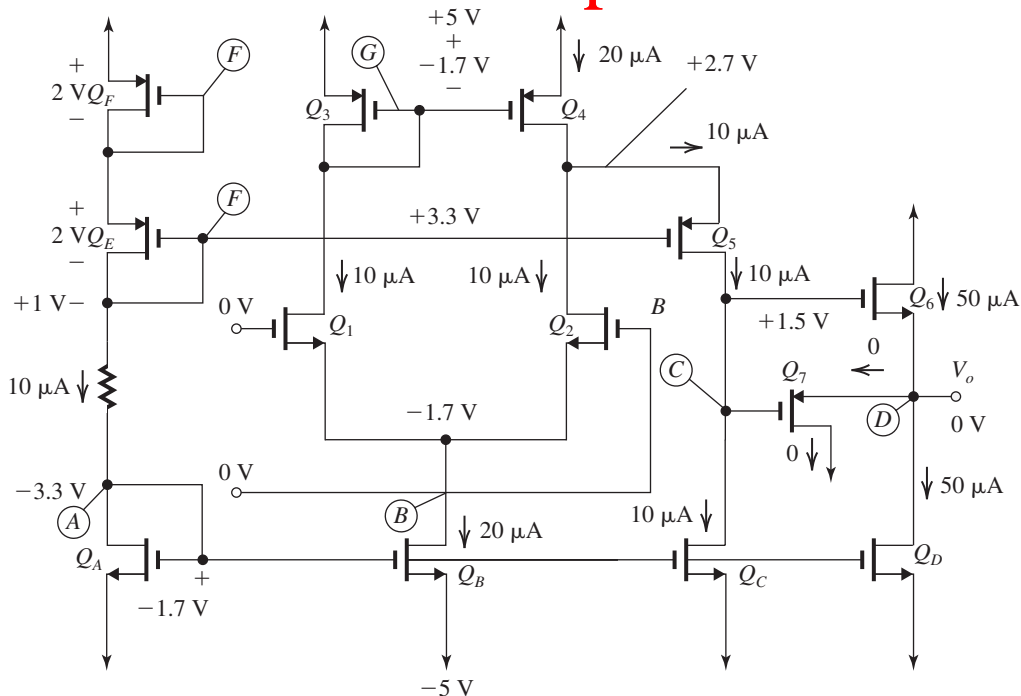 +5 V
+
−1.7 V
−
20 μA
+2.7 V
10 μA
G
F
+
2 V Q_F
−
Q_3
Q_4
F
+
2 V Q_E
−
+1 V−
+3.3 V
Q_5
10 μA
10 μA
10 μA
0 V
Q_1
Q_2
B
Q_6
50 μA
+1.5 V
10 μA
C
0
Q_7
V_o
−1.7 V
D
0 V
0
0 V
−3.3 V
A
B
50 μA
10 μA
Q_A
20 μA
Q_B
Q_C
Q_D
+
−1.7 V
−5 V